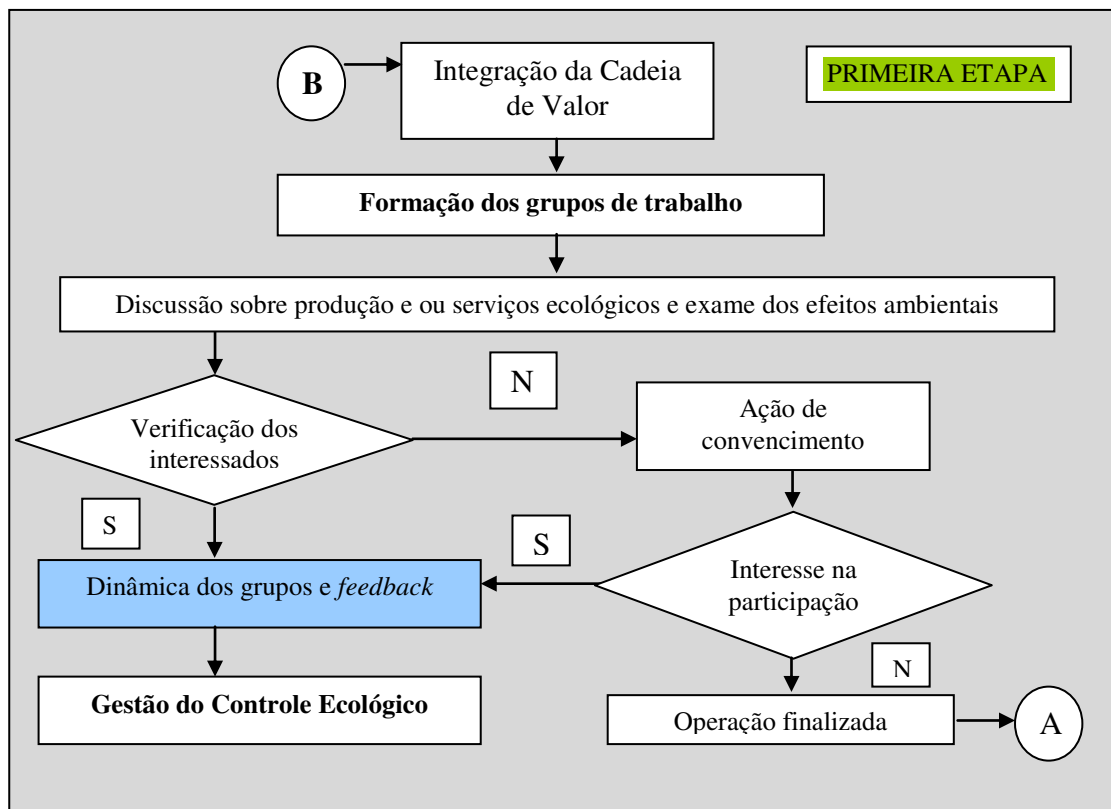 B
Integração da Cadeia
de Valor
PRIMEIRA ETAPA
Formação dos grupos de trabalho
Discussão sobre produção e ou serviços ecológicos e exame dos efeitos ambientais
N
Verificação dos
interessados
Ação de
convencimento
S
S
Dinâmica dos grupos e feedback
Interesse na
participação
N
Gestão do Controle Ecológico
Operação finalizada
A